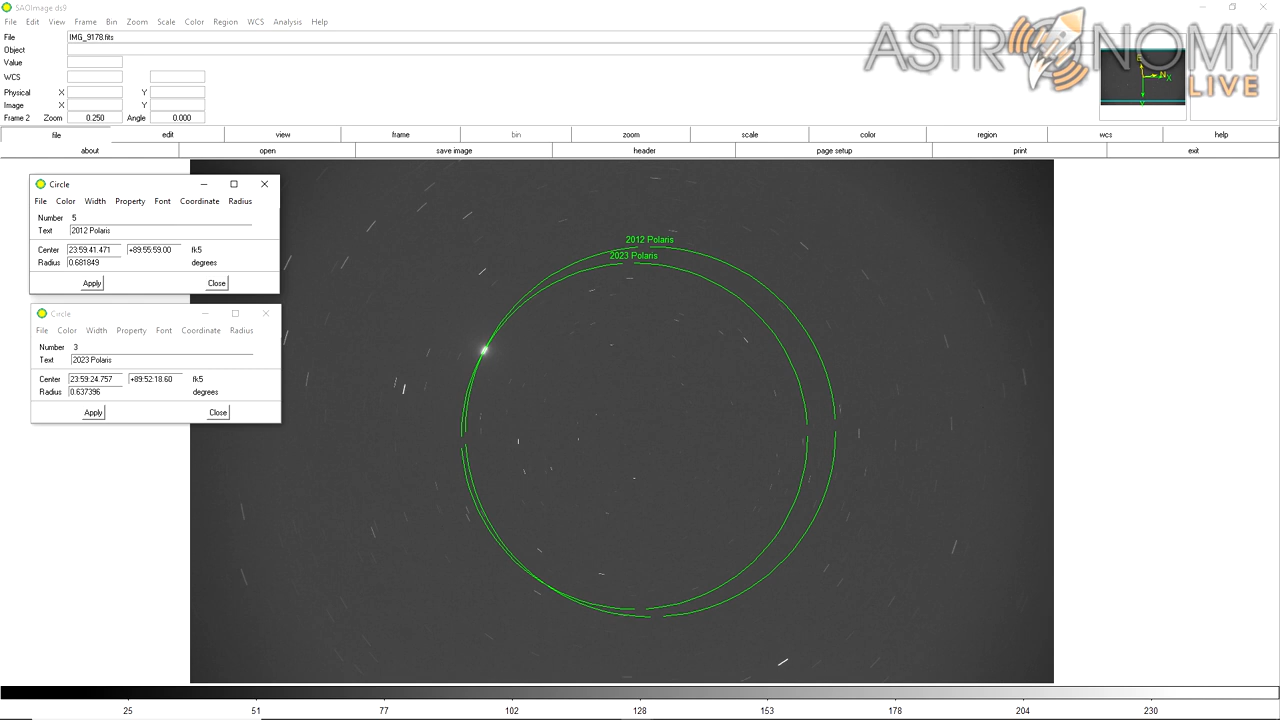 SAOImage ds9
File Edit View Frame Bin Zoom Scale Color Region WCS Analysis Help
File IMG_9178.fits
Object
Value
WCS
Physical X Y
Image X Y
Frame 2 Zoom 0.250 Angle 0.000
ASTRONOMY
LIVE
E
N
X
Y
file edit view frame bin zoom scale color region wcs help
about open save image header page setup print exit
Circle
File Color Width Property Font Coordinate Radius
Number 5
Text 2012 Polaris
Center 23:59:41.471 +89:55:59.00 fk5
Radius 0.681849 degrees
Apply Close
Circle
File Color Width Property Font Coordinate Radius
Number 3
Text 2023 Polaris
Center 23:59:24.757 +89:52:18.60 fk5
Radius 0.637396 degrees
Apply Close
2012 Polaris
2023 Polaris
25 51 77 102 128 153 178 204 230